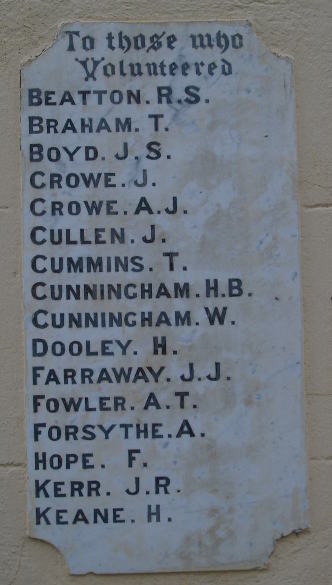 To those who
Volunteered
BEATTON. R.S.
BRAHAM. T.
BOYD. J.S.
CROWE. J.
CROWE. A.J.
CULLEN. J.
CUMMINS. T.
CUNNINGHAM. H.B.
CUNNINGHAM. W.
DOOLEY. H.
FARRAWAY. J.J.
FOWLER. A.T.
FORSYTHE. A.
HOPE. F.
KERR. J.R.
KEANE. H.